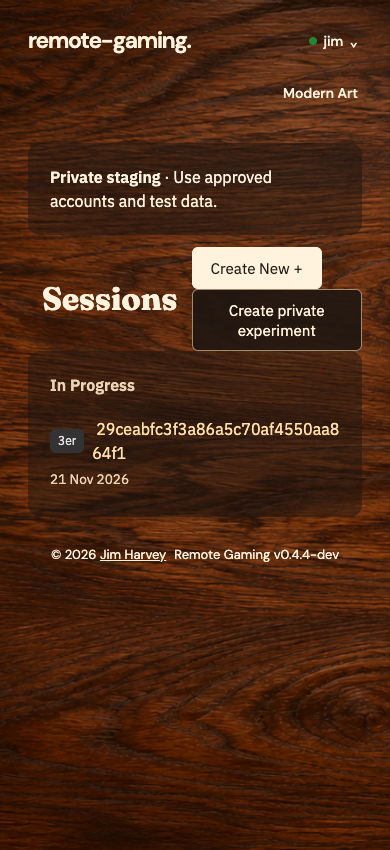 remote-gaming.
jim
Modern Art
Private staging · Use approved
accounts and test data.
Create New +
Sessions
Create private
experiment
In Progress
3er 29ceabfc3f3a86a5c70af4550aa8
64f1
21 Nov 2026
© 2026 Jim Harvey Remote Gaming v0.4.4-dev